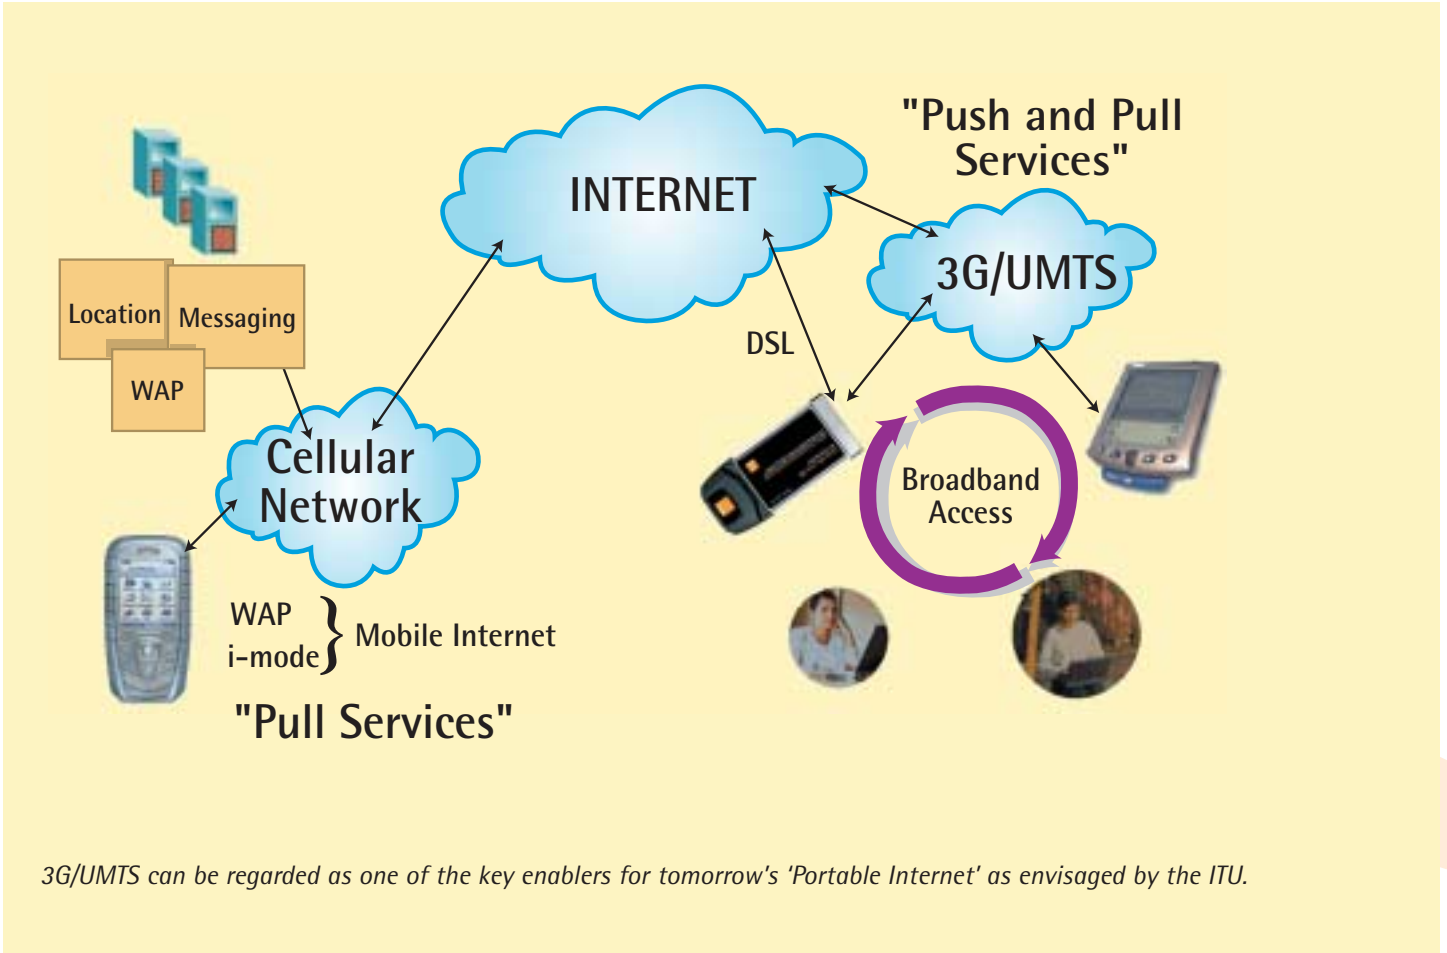 "Push and Pull
Services"
INTERNET
3G/UMTS
Location
Messaging
WAP
DSL
Cellular
Network
Broadband
Access
WAP
i-mode
} Mobile Internet
"Pull Services"
3G/UMTS can be regarded as one of the key enablers for tomorrow's 'Portable Internet' as envisaged by the ITU.